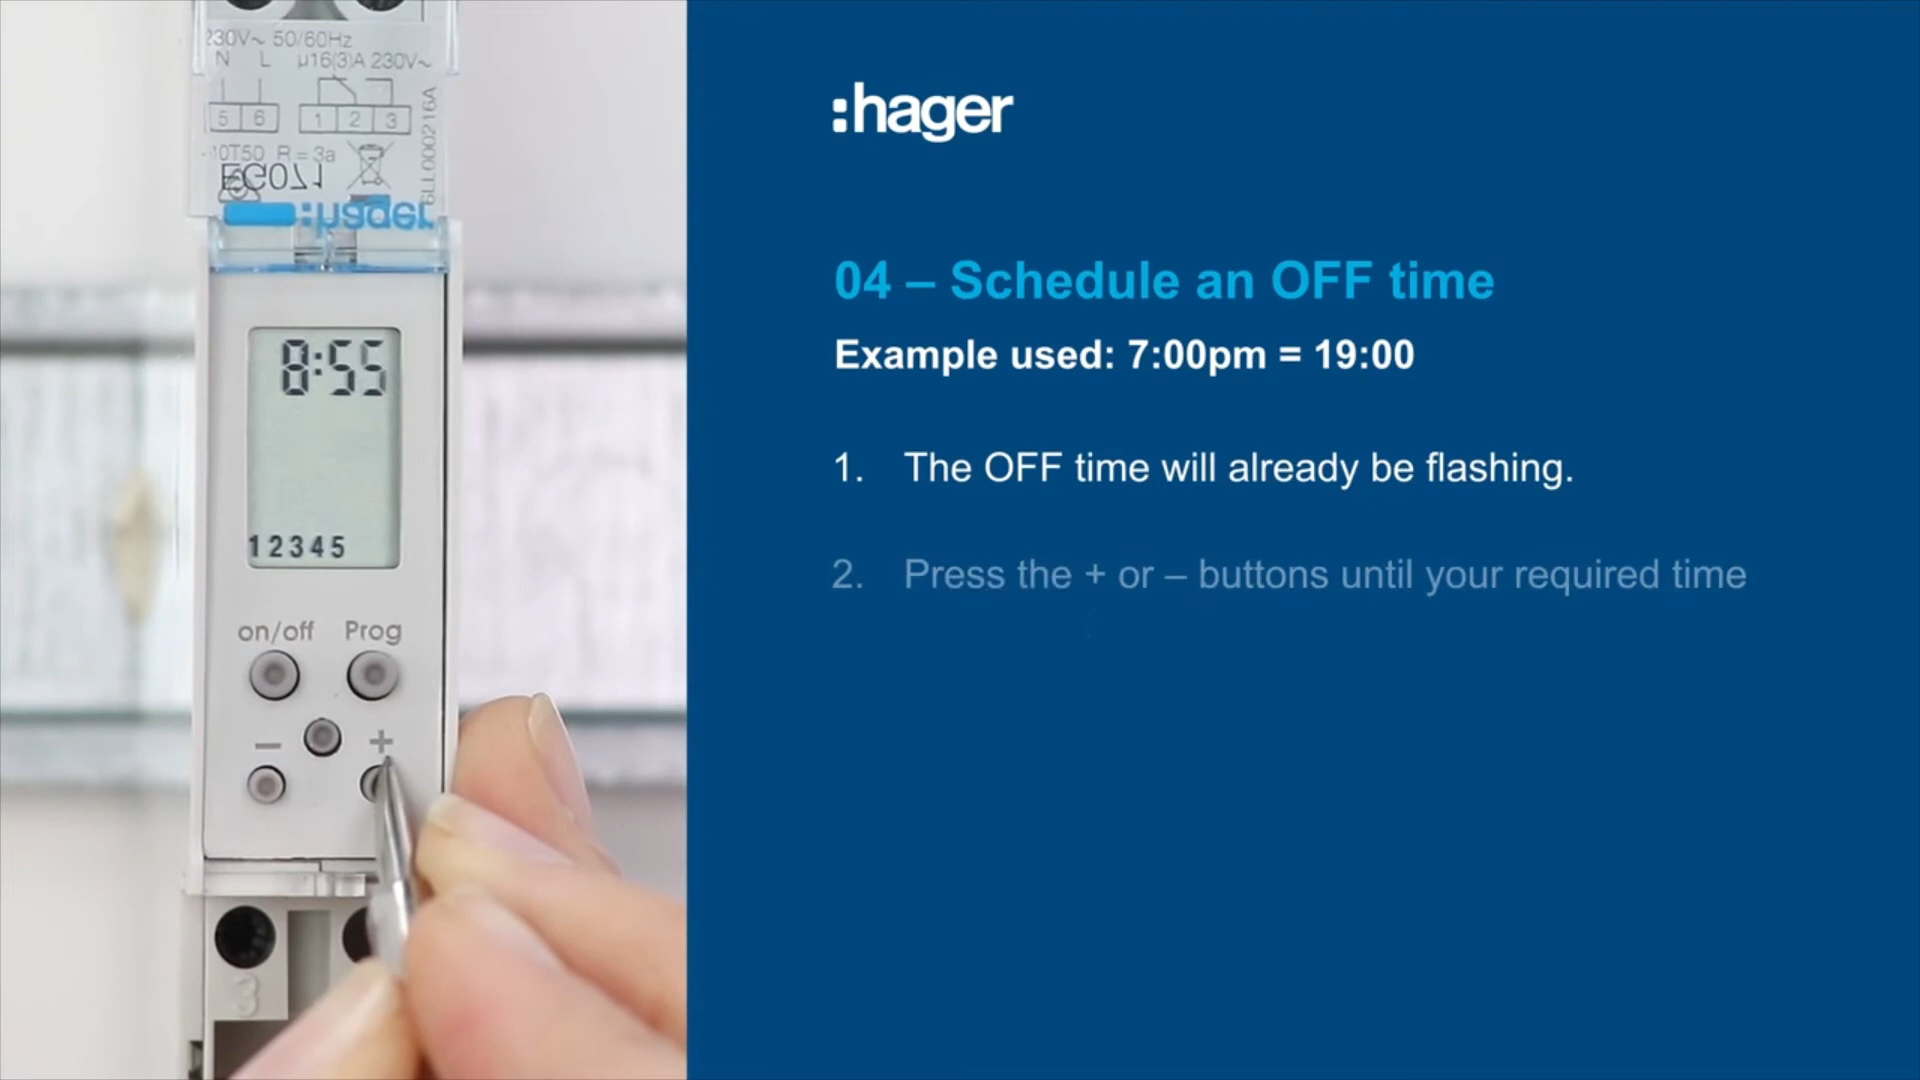 230V~ 50/60Hz
N L µ16(3)A 230V~
5 6 1 2 3
10T50 R = 3a
EG071
6LL000216A
:hager
8:55
12345
on/off Prog
– +
3
:hager
04 – Schedule an OFF time
Example used: 7:00pm = 19:00
1. The OFF time will already be flashing.
2. Press the + or – buttons until your required time